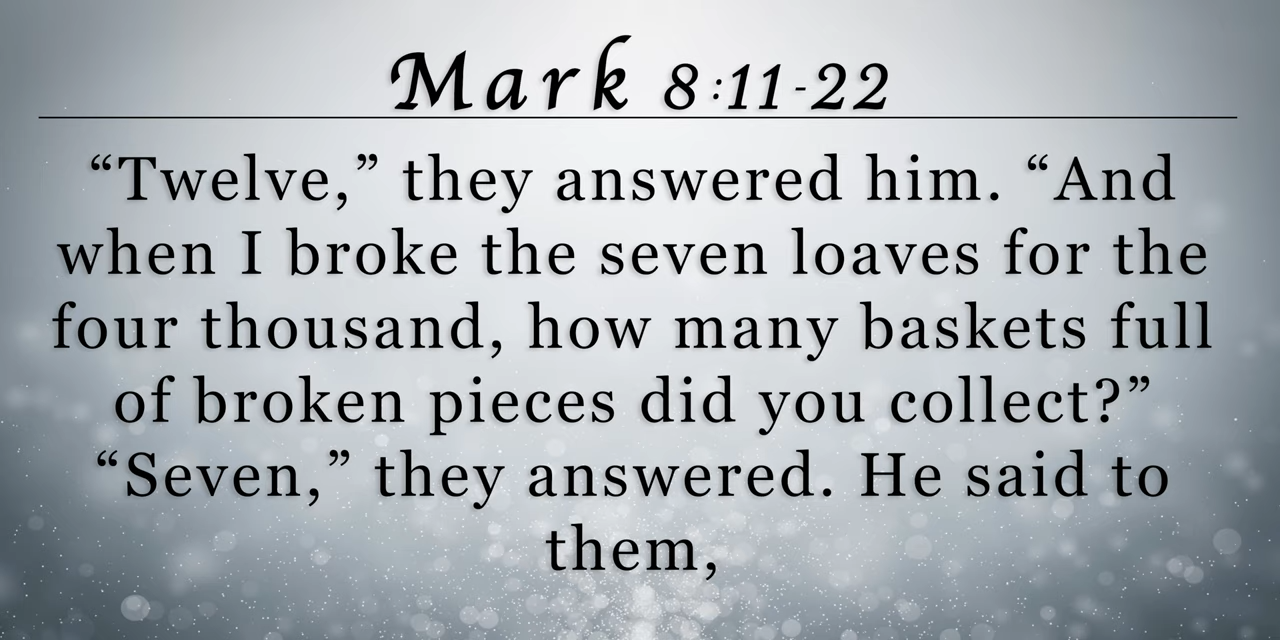 Mark 8:11-22
“Twelve,” they answered him. “And
when I broke the seven loaves for the
four thousand, how many baskets full
of broken pieces did you collect?”
“Seven,” they answered. He said to
them,